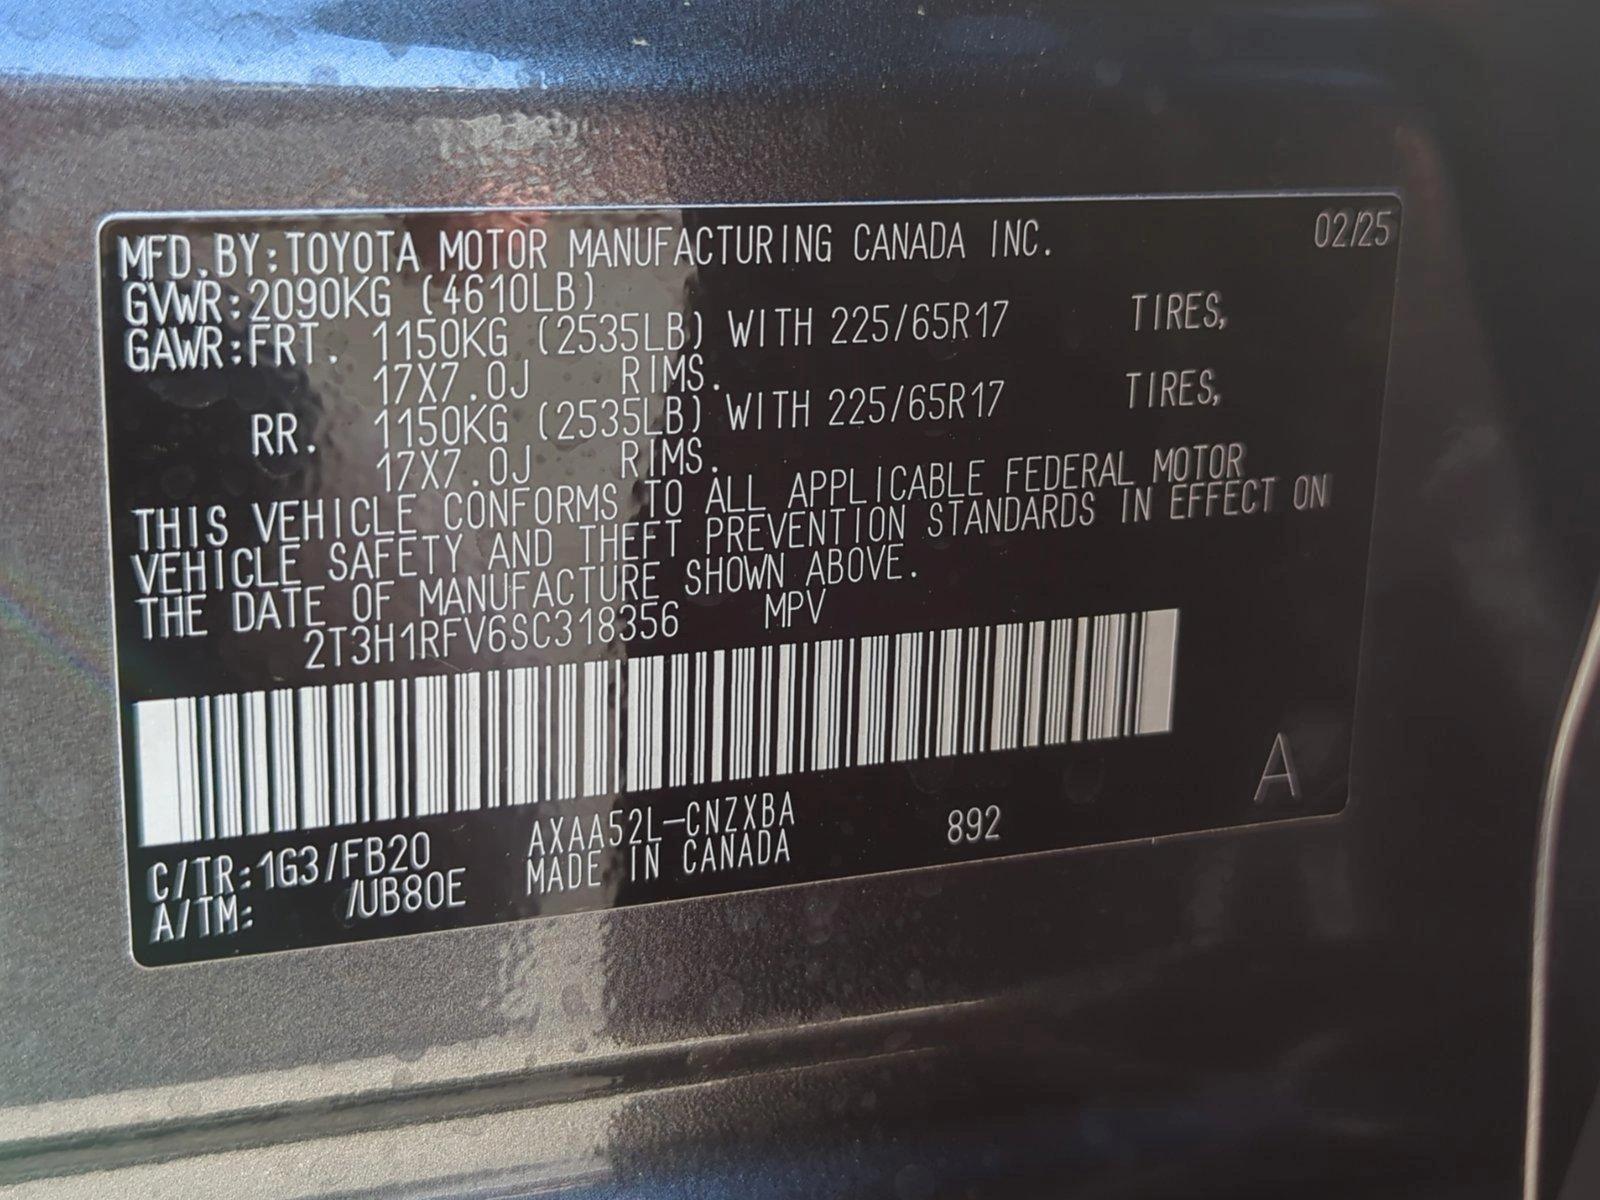 MFD.BY:TOYOTA MOTOR MANUFACTURING CANADA INC. 02/25
GVWR:2090KG (4610LB)
GAWR:FRT. 1150KG (2535LB) WITH 225/65R17 TIRES,
17X7.0J RIMS.
RR. 1150KG (2535LB) WITH 225/65R17 TIRES,
17X7.0J RIMS.
THIS VEHICLE CONFORMS TO ALL APPLICABLE FEDERAL MOTOR
VEHICLE SAFETY AND THEFT PREVENTION STANDARDS IN EFFECT ON
THE DATE OF MANUFACTURE SHOWN ABOVE.
2T3H1RFV6SC318356 MPV
C/TR:1G3/FB20 AXAA52L-CNZXBA 892 A
A/TM: /UB80E MADE IN CANADA